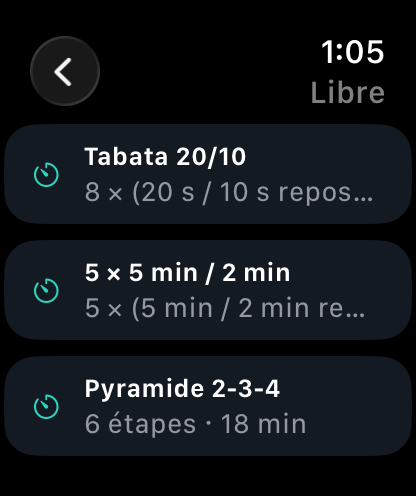 1:05
Libre
Tabata 20/10
8 × (20 s / 10 s repos…
5 × 5 min / 2 min
5 × (5 min / 2 min re…
Pyramide 2-3-4
6 étapes · 18 min